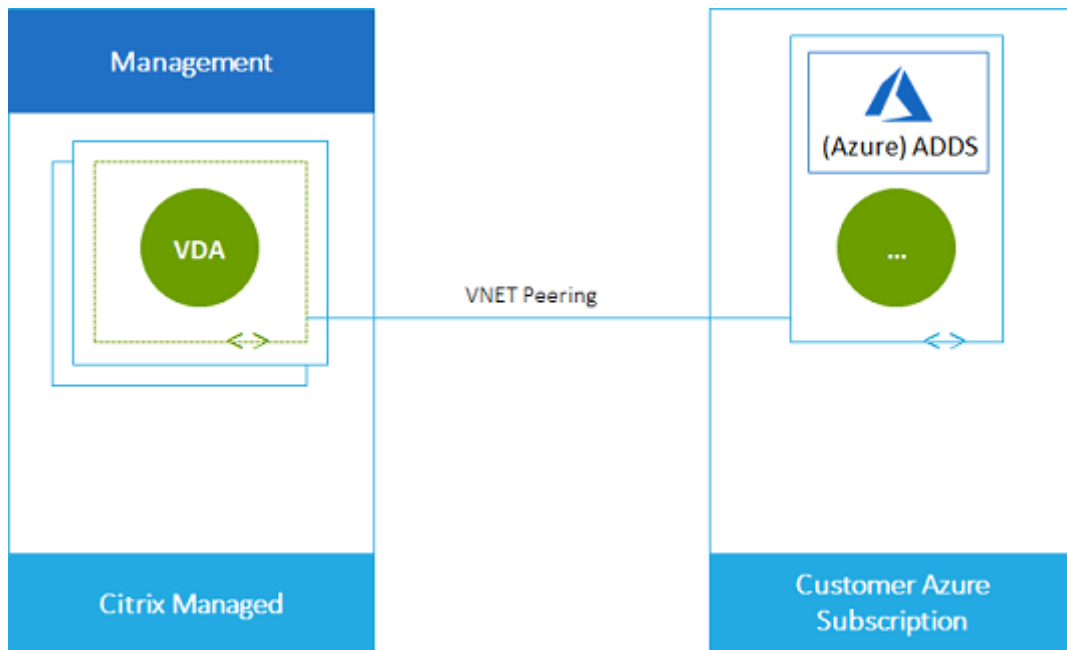 Management
VDA
Citrix Managed
VNET Peering
(Azure) ADDS
...
Customer Azure
Subscription